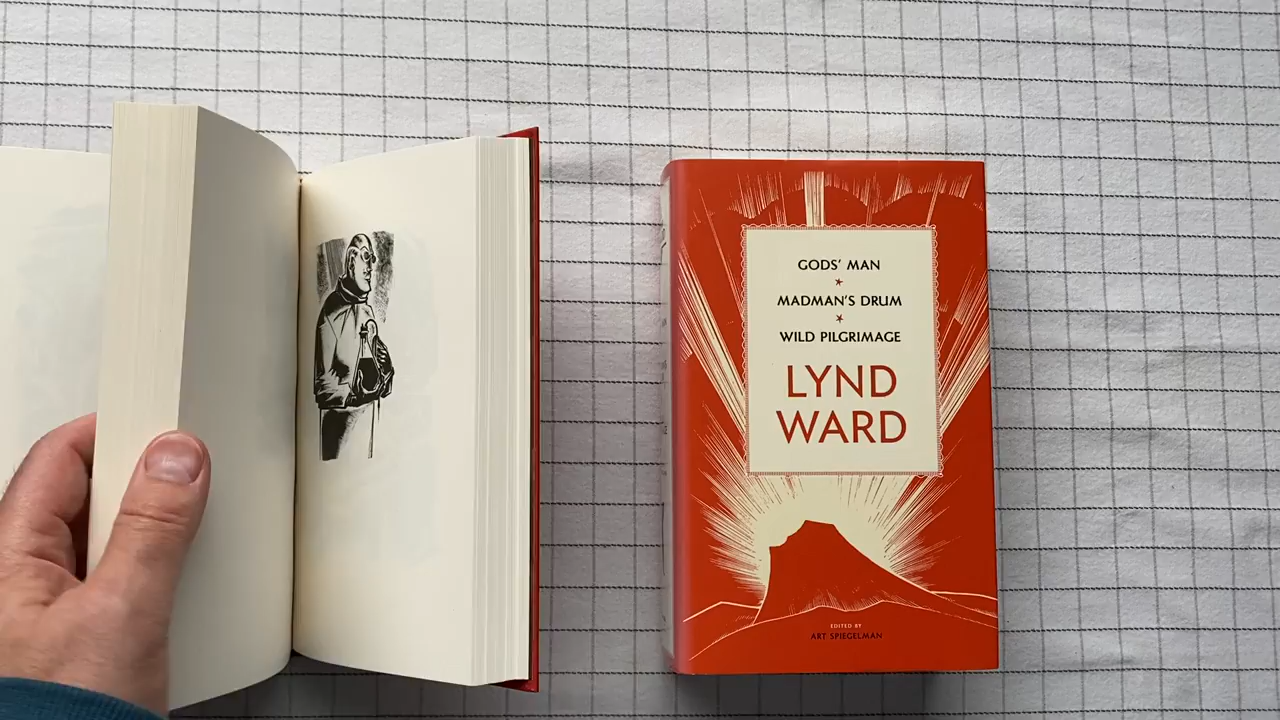 GODS' MAN
MADMAN'S DRUM
WILD PILGRIMAGE
LYND
WARD
EDITED BY
ART SPIEGELMAN